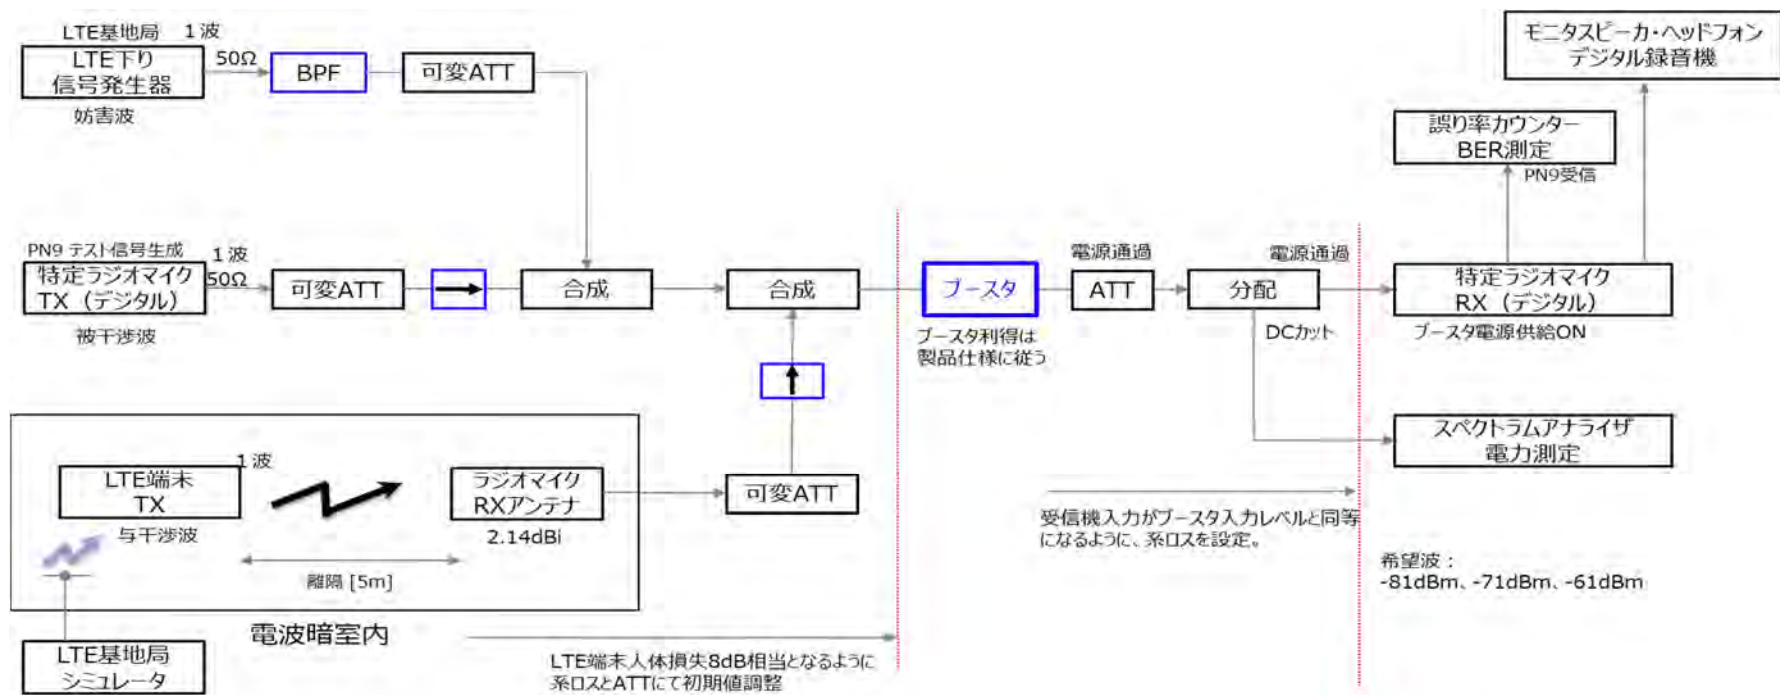 LTE基地局
1 波
LTE下り
信号発生器
50Ω
BPF
可変ATT
妨害波
モニタスピーカ・ヘッドフォン
デジタル録音機
誤り率カウンター
BER測定
PN9受信
PN9 テスト信号生成
1 波
特定ラジオマイク
TX（デジタル）
50Ω
可変ATT
合成
合成
ブースタ
電源通過
ATT
分配
電源通過
特定ラジオマイク
RX（デジタル）
被干渉波
ブースタ利得は
製品仕様に従う
DCカット
ブースタ電源供給ON
スペクトラムアナライザ
電力測定
1 波
LTE端末
TX
ラジオマイク
RXアンテナ
可変ATT
与干渉波
2.14dBi
離隔 [5m]
受信機入力がブースタ入力レベルと同等
になるように、系ロスを設定。
希望波：
-81dBm、-71dBm、-61dBm
電波暗室内
LTE基地局
シミュレータ
LTE端末人体損失8dB相当となるように
系ロスとATTにて初期値調整